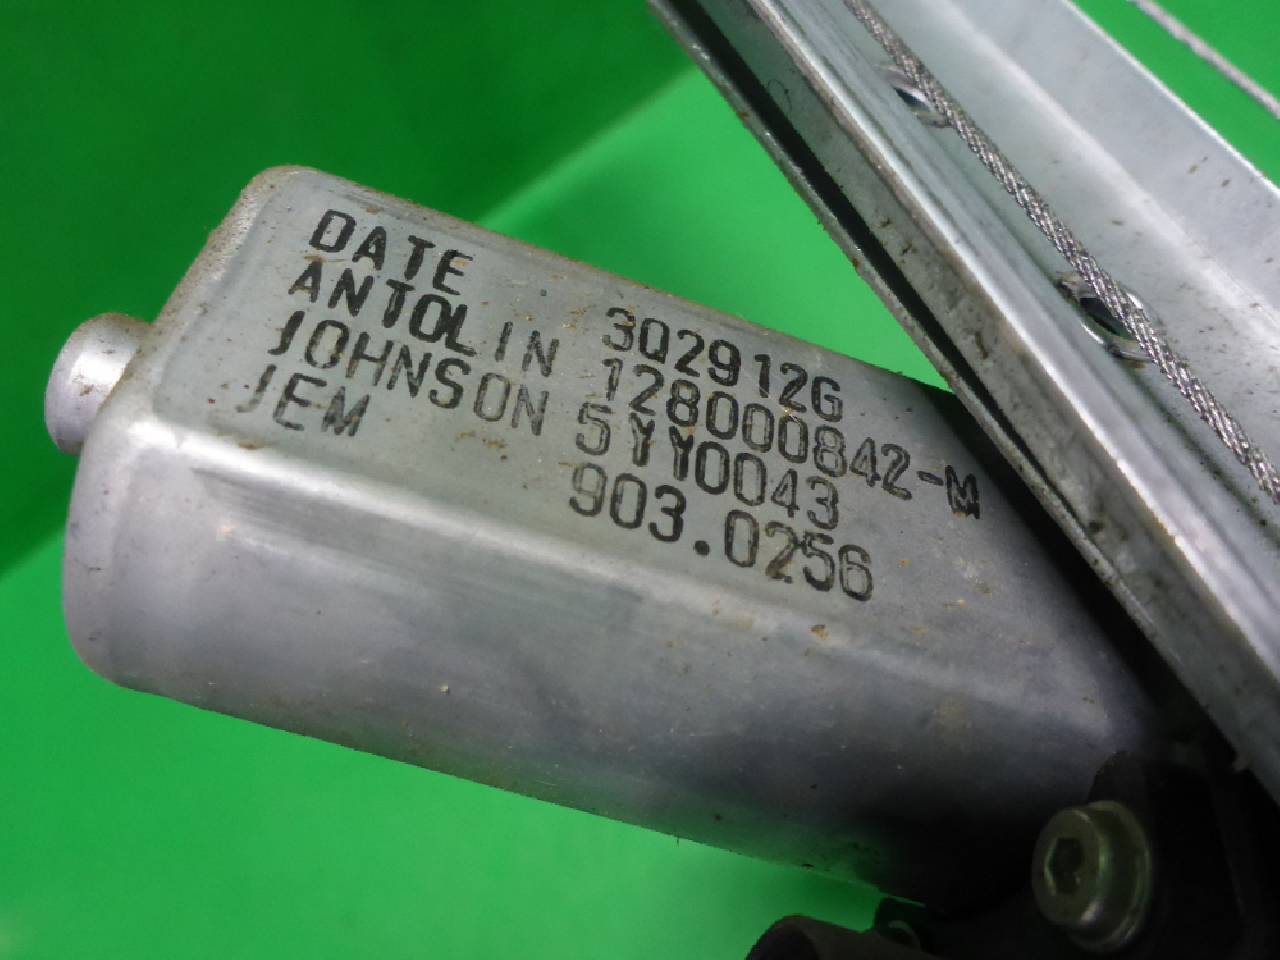 DATE 3Q2912G
ANTOLIN 128000842-M
JOHNSON 5YY0043
JEM 903.0256